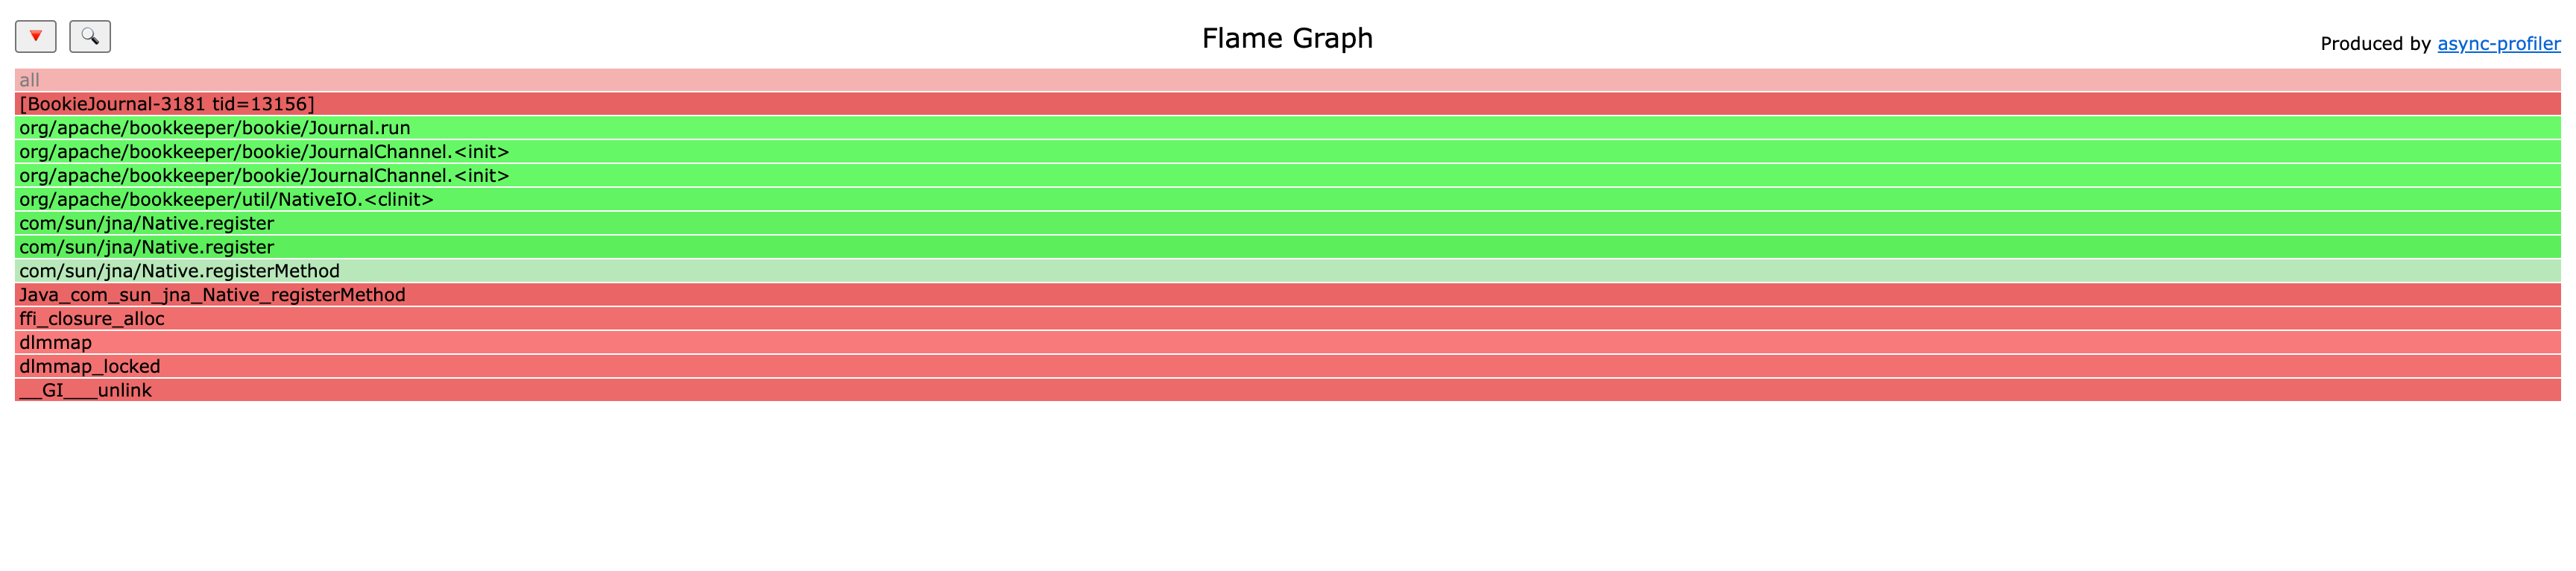 Flame Graph
Produced by async-profiler
all
[BookieJournal-3181 tid=13156]
org/apache/bookkeeper/bookie/Journal.run
org/apache/bookkeeper/bookie/JournalChannel.<init>
org/apache/bookkeeper/bookie/JournalChannel.<init>
org/apache/bookkeeper/util/NativeIO.<clinit>
com/sun/jna/Native.register
com/sun/jna/Native.register
com/sun/jna/Native.registerMethod
Java_com_sun_jna_Native_registerMethod
ffi_closure_alloc
dlmmap
dlmmap_locked
__GI___unlink